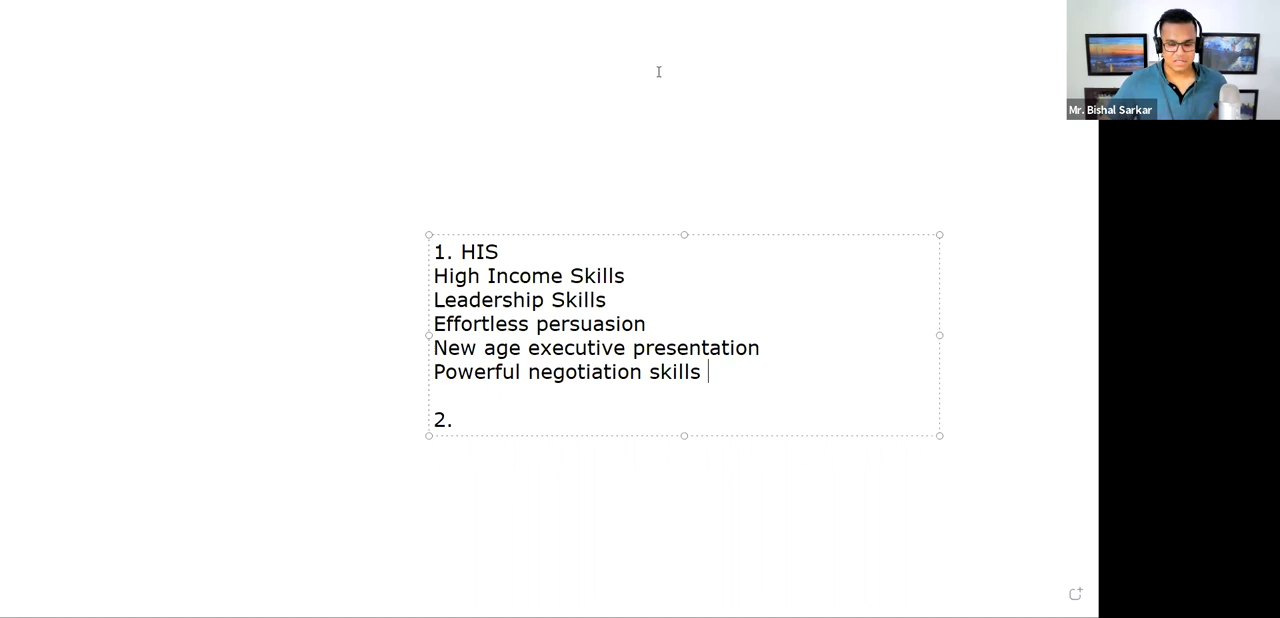 Mr. Bishal Sarkar
1. HIS
High Income Skills
Leadership Skills
Effortless persuasion
New age executive presentation
Powerful negotiation skills
2.